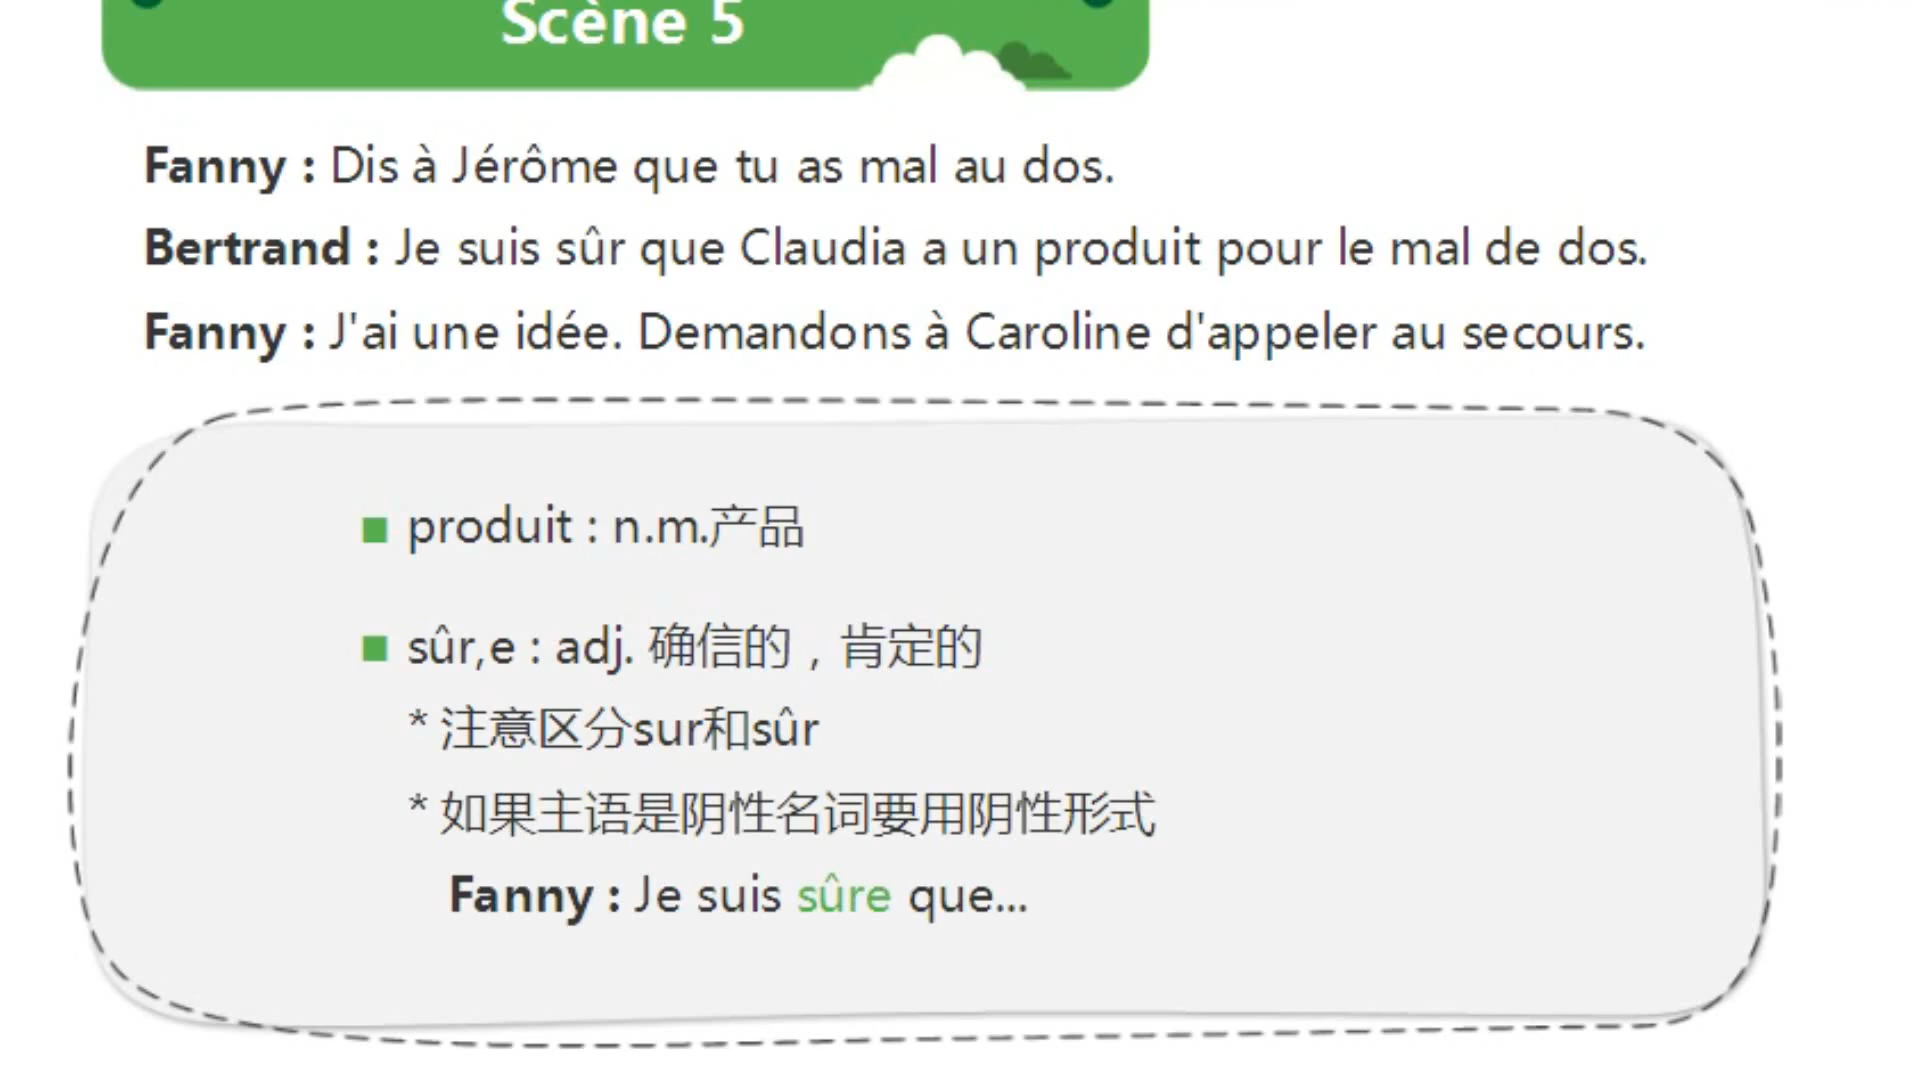 Scène 5
Fanny : Dis à Jérôme que tu as mal au dos.
Bertrand : Je suis sûr que Claudia a un produit pour le mal de dos.
Fanny : J'ai une idée. Demandons à Caroline d'appeler au secours.
produit : n.m.产品
sûr,e : adj. 确信的，肯定的
* 注意区分sur和sûr
* 如果主语是阴性名词要用阴性形式
Fanny : Je suis sûre que...